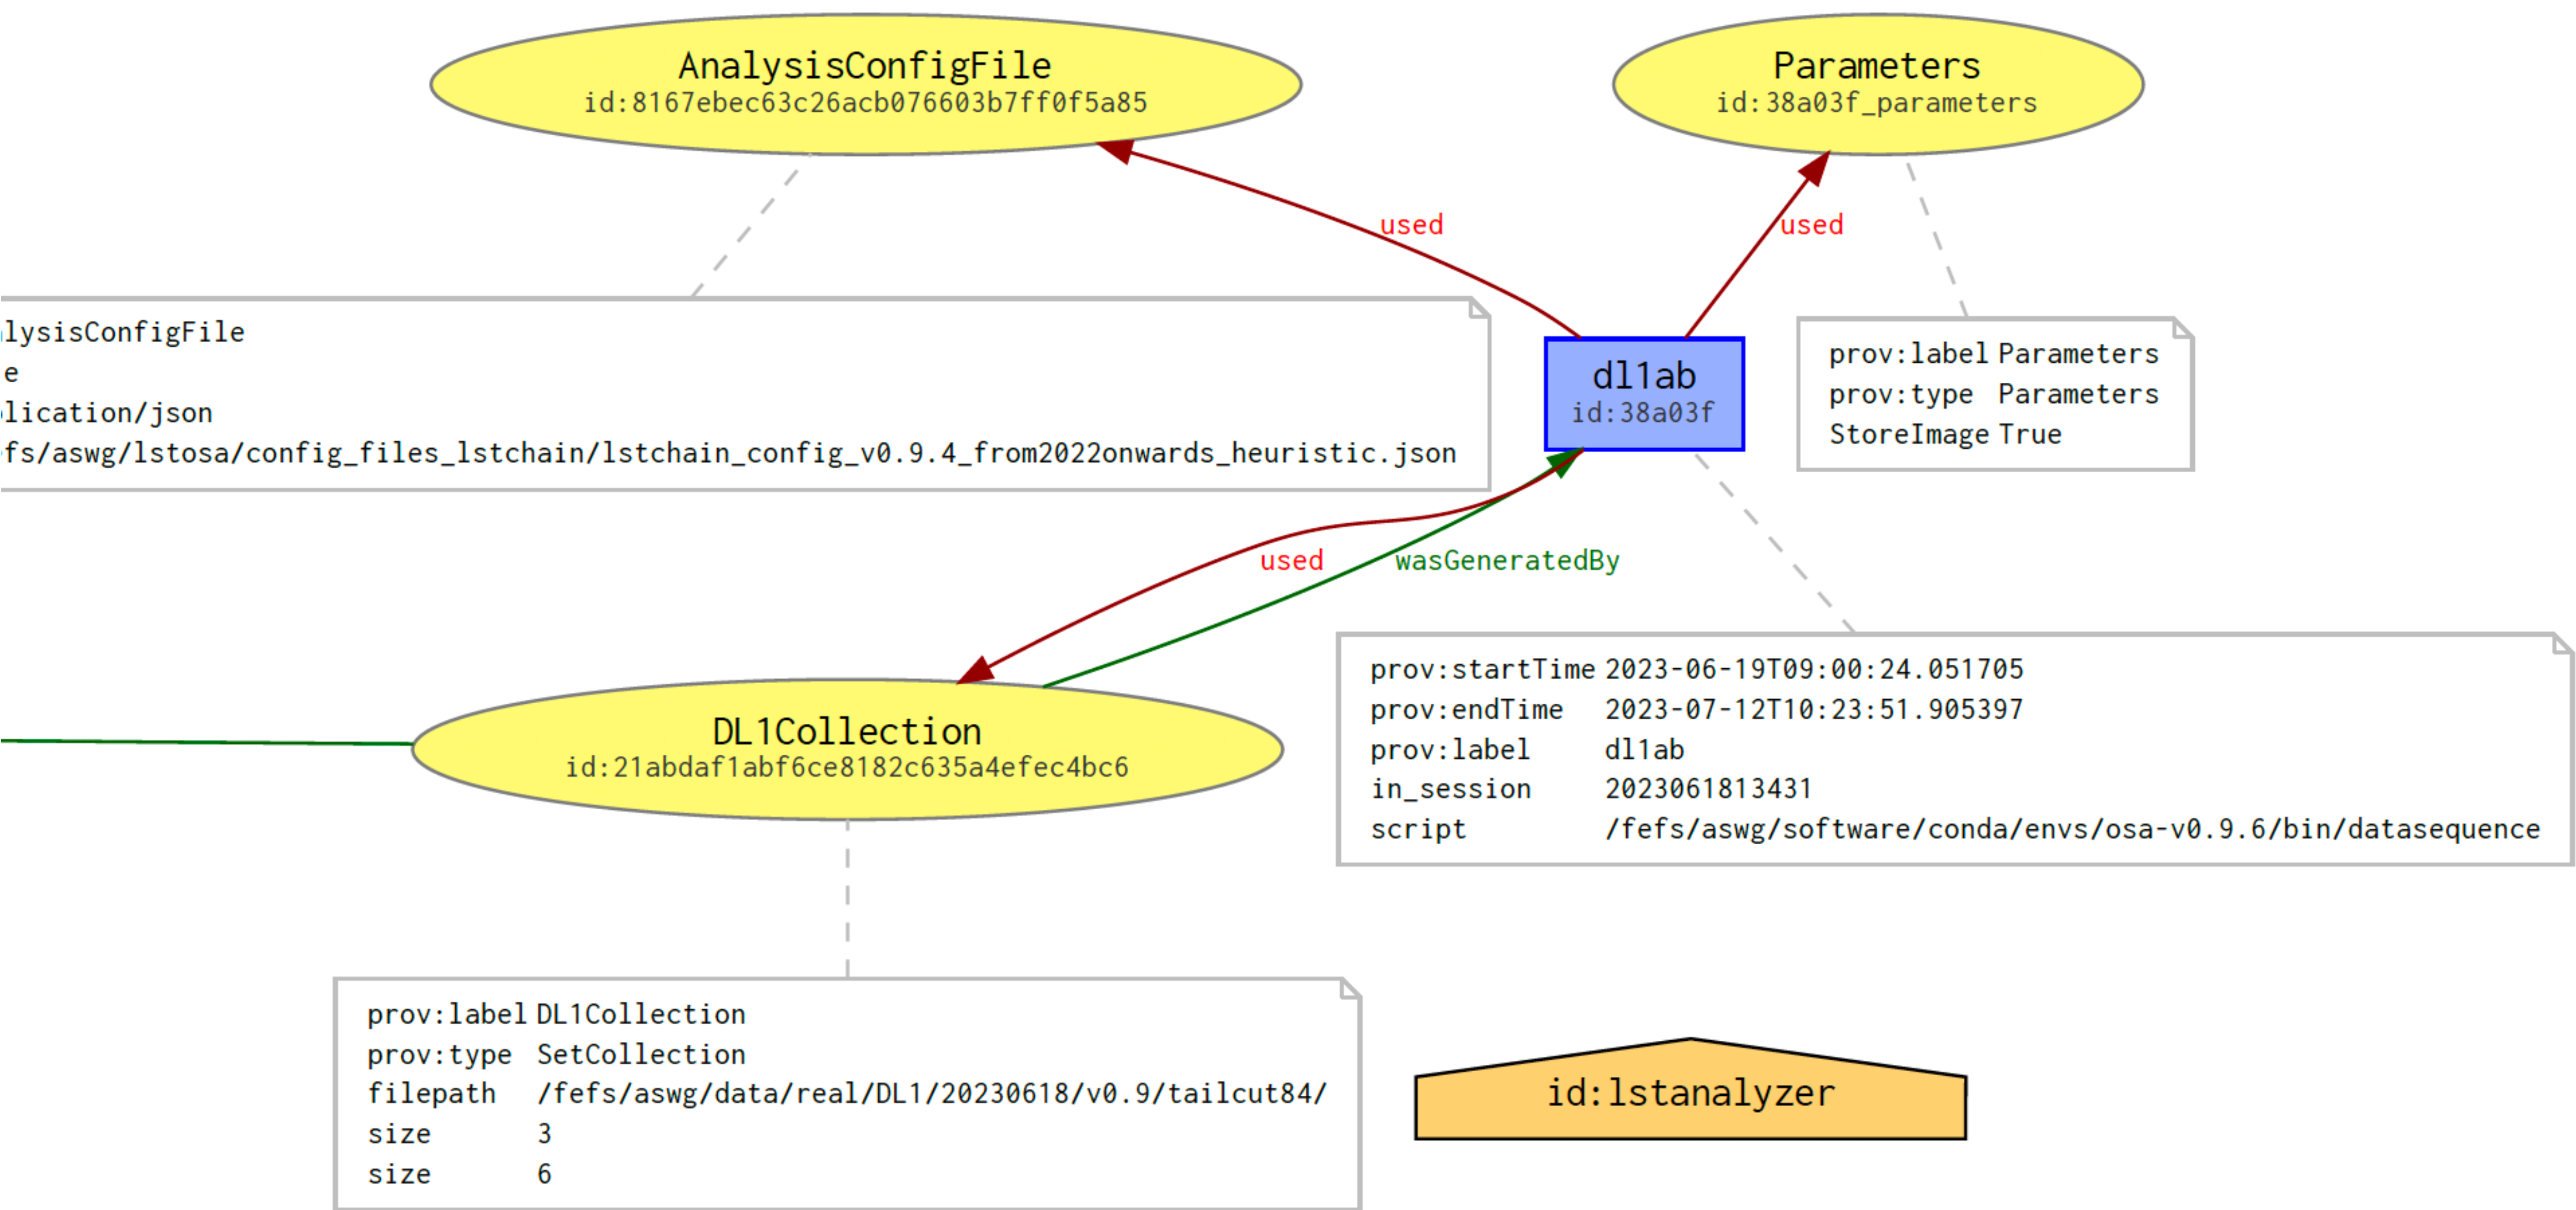 AnalysisConfigFile
id:8167ebec63c26acb076603b7ff0f5a85
Parameters
id:38a03f_parameters
used
used
lysisConfigFile
e
lication/json
fs/aswg/lstosa/config_files_lstchain/lstchain_config_v0.9.4_from2022onwards_heuristic.json
dl1ab
id:38a03f
prov:label Parameters
prov:type Parameters
StoreImage True
used
wasGeneratedBy
DL1Collection
id:21abdaf1abf6ce8182c635a4efec4bc6
prov:startTime 2023-06-19T09:00:24.051705
prov:endTime 2023-07-12T10:23:51.905397
prov:label dl1ab
in_session 2023061813431
script /fefs/aswg/software/conda/envs/osa-v0.9.6/bin/datasequence
prov:label DL1Collection
prov:type SetCollection
filepath /fefs/aswg/data/real/DL1/20230618/v0.9/tailcut84/
size 3
size 6
id:lstanalyzer